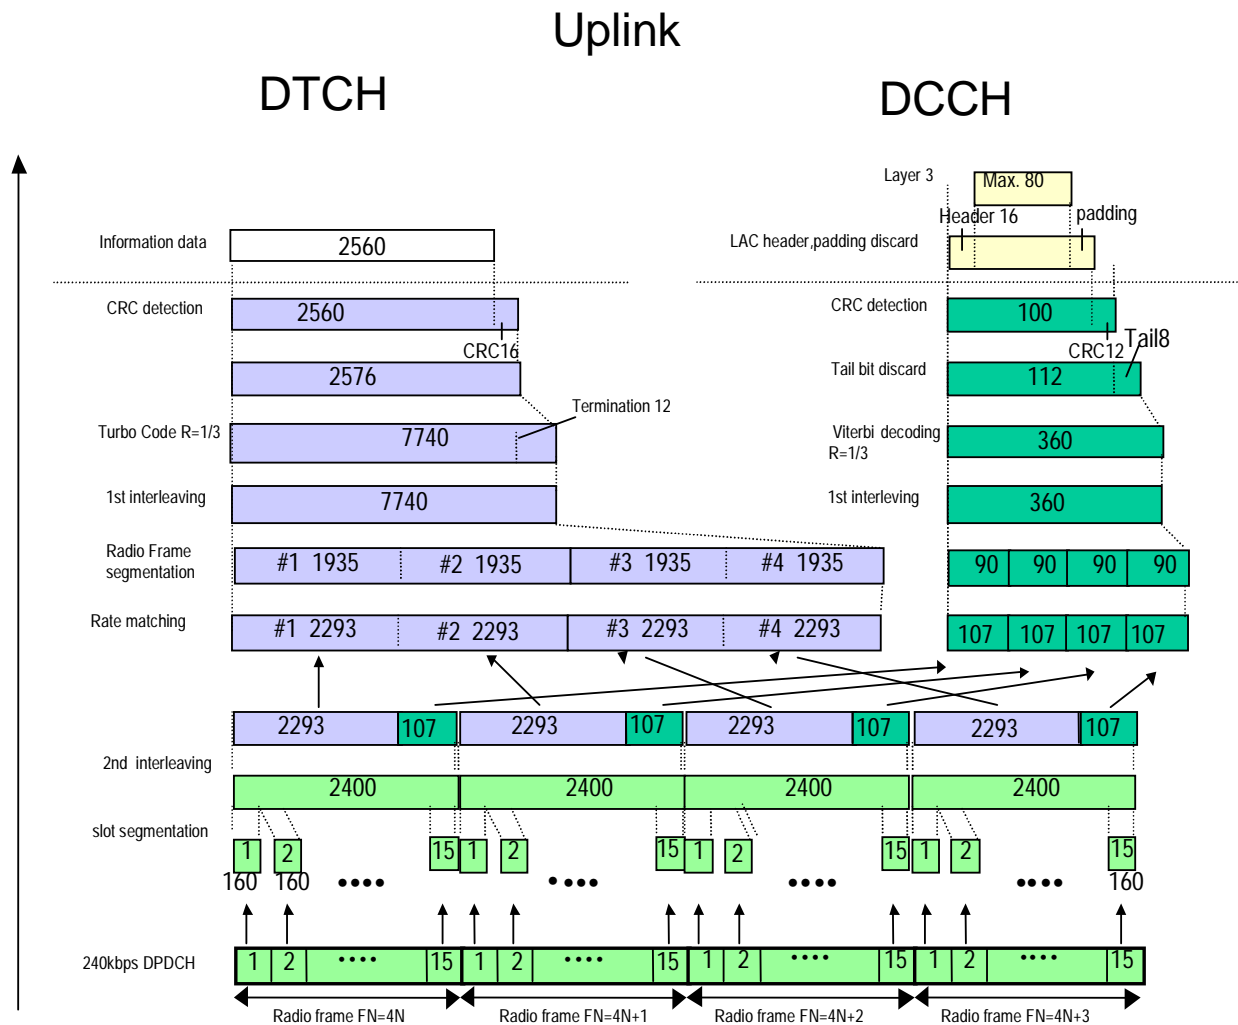 Uplink
DTCH
DCCH
Layer 3
Max. 80
Header 16
padding
Information data
2560
LAC header,padding discard
CRC detection
2560
CRC16
CRC detection
100
CRC12
Tail8
2576
Tail bit discard
112
Termination 12
Turbo Code R=1/3
7740
Viterbi decoding
R=1/3
360
1st interleaving
7740
1st interleving
360
Radio Frame
segmentation
#1 1935
#2 1935
#3 1935
#4 1935
90
90
90
90
Rate matching
#1 2293
#2 2293
#3 2293
#4 2293
107
107
107
107
2293
107
2293
107
2293
107
2293
107
2nd interleaving
2400
2400
2400
2400
slot segmentation
1
2
15
1
2
15
1
2
15
1
2
15
160
160
160
240kbps DPDCH
1
2
15
1
2
15
1
2
15
1
2
15
Radio frame FN=4N
Radio frame FN=4N+1
Radio frame FN=4N+2
Radio frame FN=4N+3